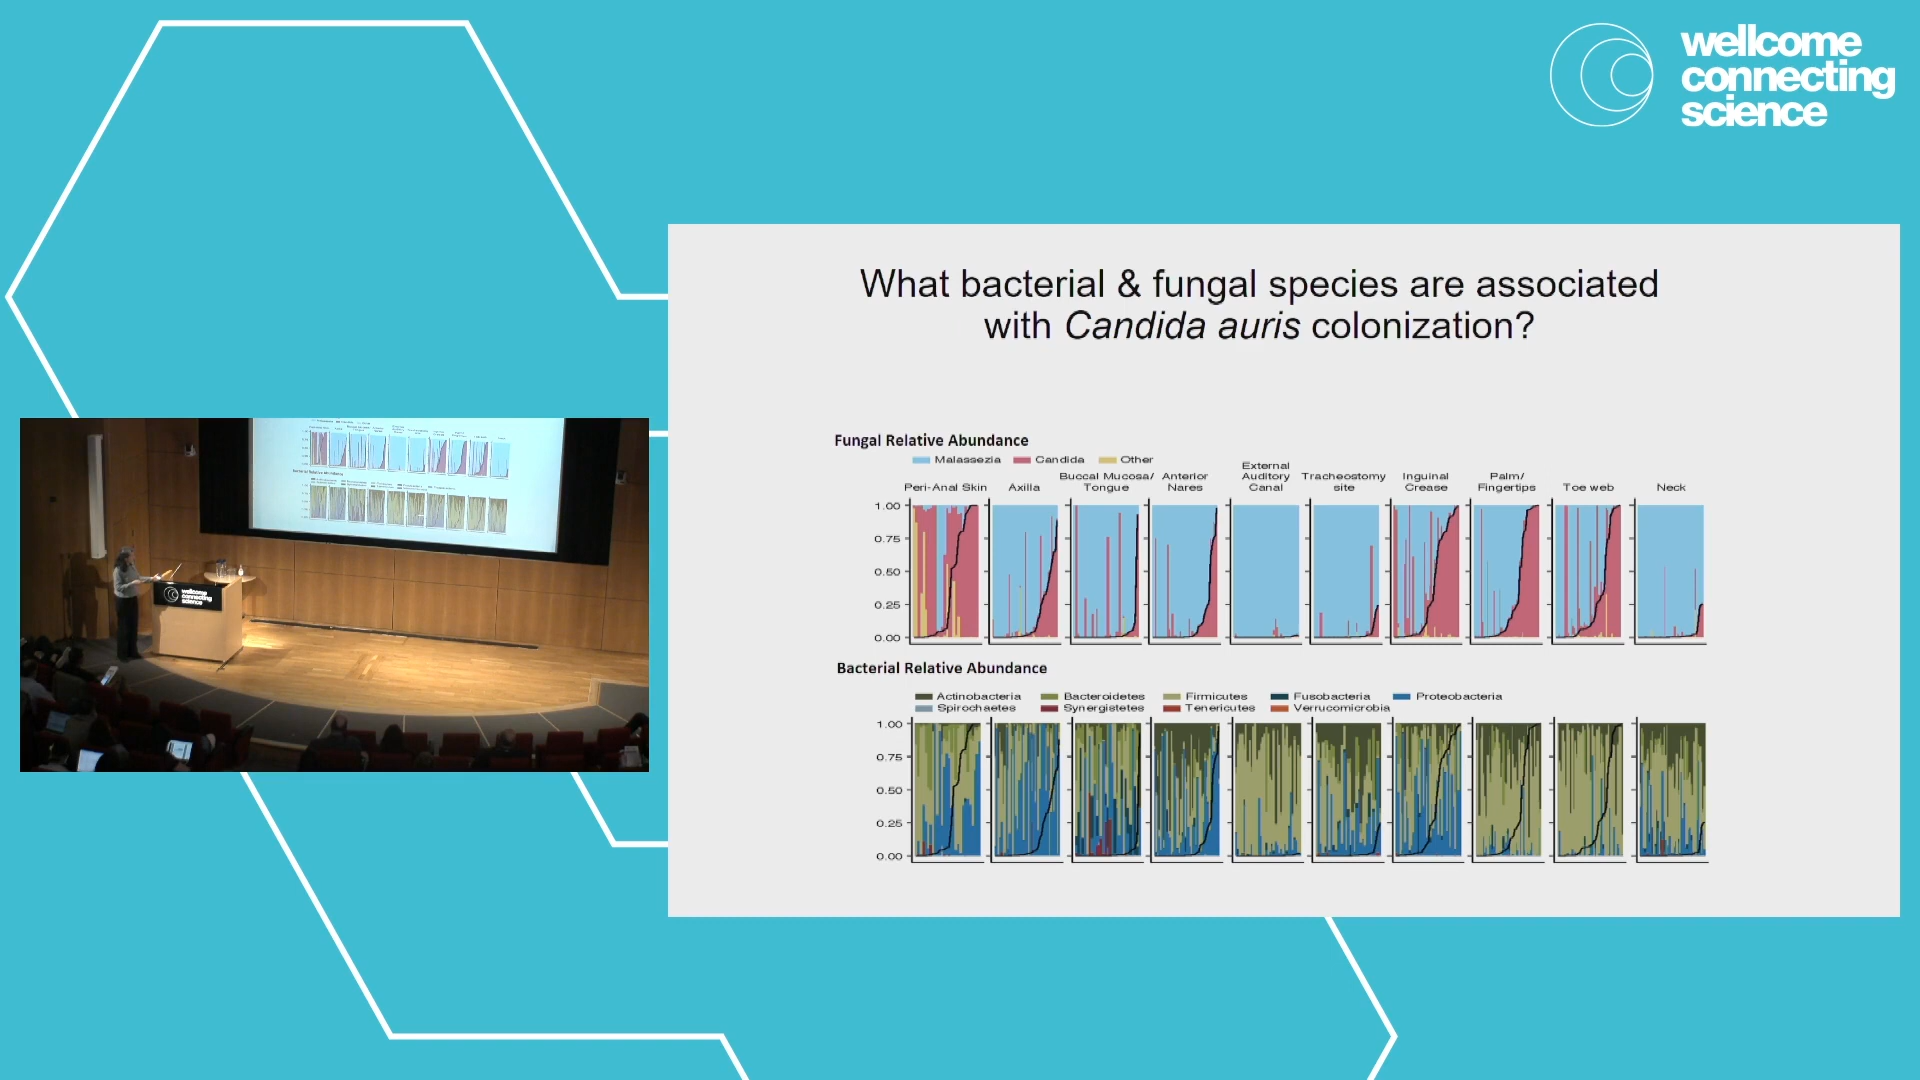 wellcome
connecting
science
What bacterial & fungal species are associated
with Candida auris colonization?
Fungal Relative Abundance
Malassezia Candida Other
Peri-Anal Skin
Axilla
Buccal Mucosa/
Tongue
Anterior
Nares
External
Auditory
Canal
Tracheostomy
site
Inguinal
Crease
Palm/
Fingertips
Toe web
Neck
1.00
0.75
0.50
0.25
0.00
Bacterial Relative Abundance
Actinobacteria Bacteroidetes Firmicutes Fusobacteria Proteobacteria
Spirochaetes Synergistetes Tenericutes Verrucomicrobia
1.00
0.75
0.50
0.25
0.00
wellcome
connecting
science